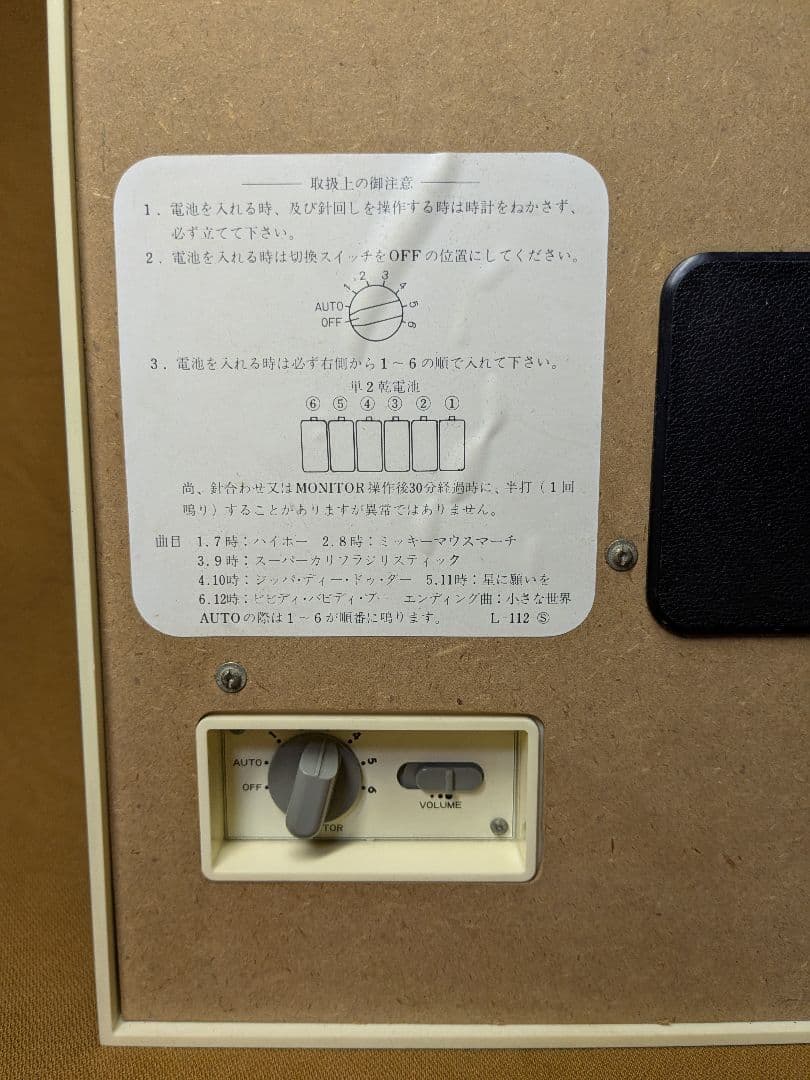 取扱上の御注意
1. 電池を入れる時、及び針回しを操作する時は時計をねかさず、
必ず立てて下さい。
2. 電池を入れる時は切換スイッチをOFFの位置にしてください。
1 2 3 4 5 6
AUTO
OFF
3. 電池を入れる時は必ず右側から1~6の順で入れて下さい。
単2乾電池
⑥ ⑤ ④ ③ ② ①
尚、針合わせ又はMONITOR操作後30分経過時に、半打(1回
鳴り)することがありますが異常ではありません。
曲目 1.7時:ハイホー 2.8時:ミッキーマウスマーチ
3.9時:スーパーカリフラジリスティック
4.10時:ジッパ・ディー・ドゥ・ダー 5.11時:星に願いを
6.12時:ビビディ・バビディ・ブー エンディング曲:小さな世界
AUTOの際は1~6が順番に鳴ります。 L-112 Ⓢ
1 4
AUTO 5
OFF 6
TOR
VOLUME